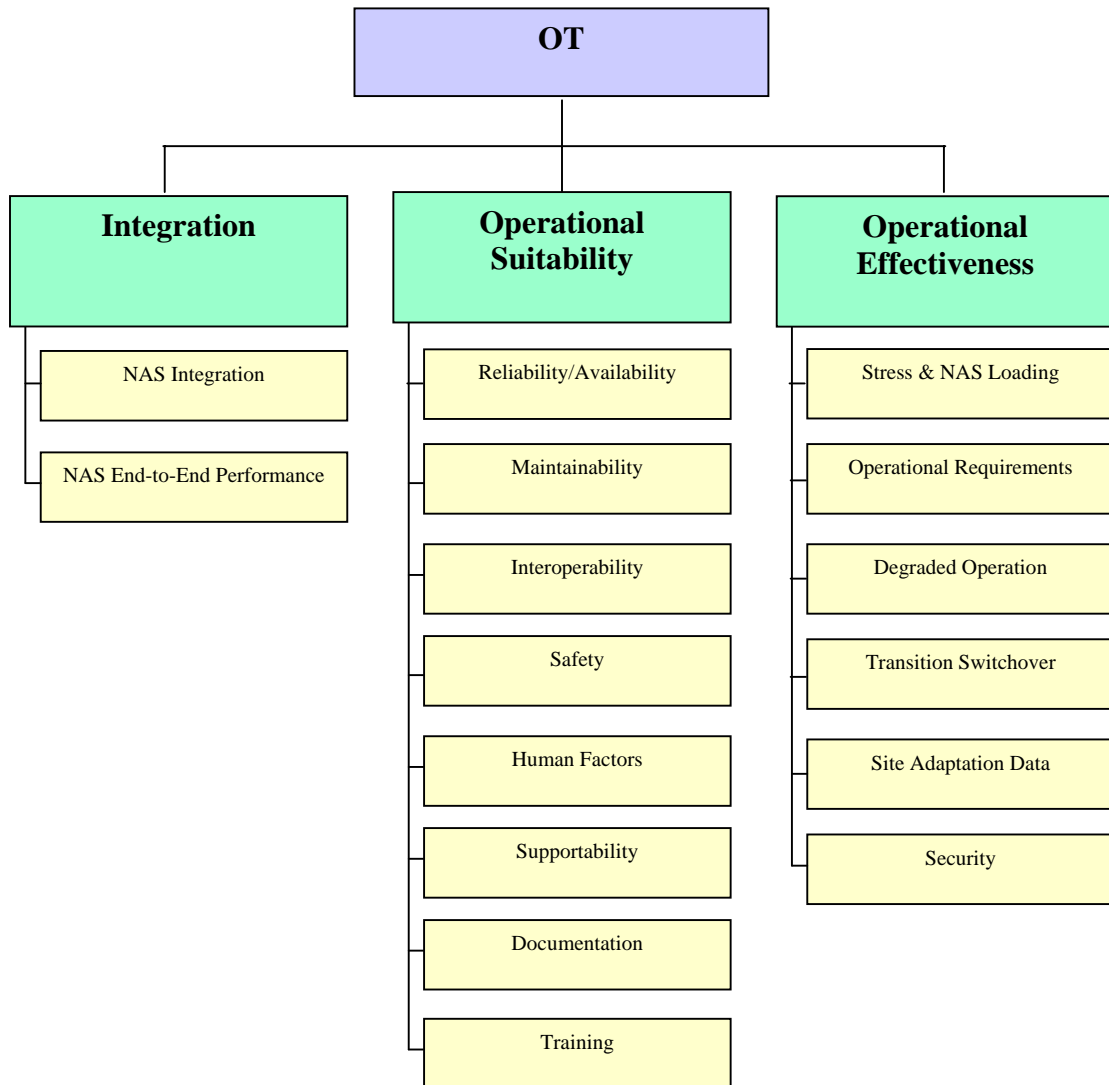 OT
Integration
NAS Integration
NAS End-to-End Performance
Operational
Suitability
Reliability/Availability
Maintainability
Interoperability
Safety
Human Factors
Supportability
Documentation
Training
Operational
Effectiveness
Stress & NAS Loading
Operational Requirements
Degraded Operation
Transition Switchover
Site Adaptation Data
Security